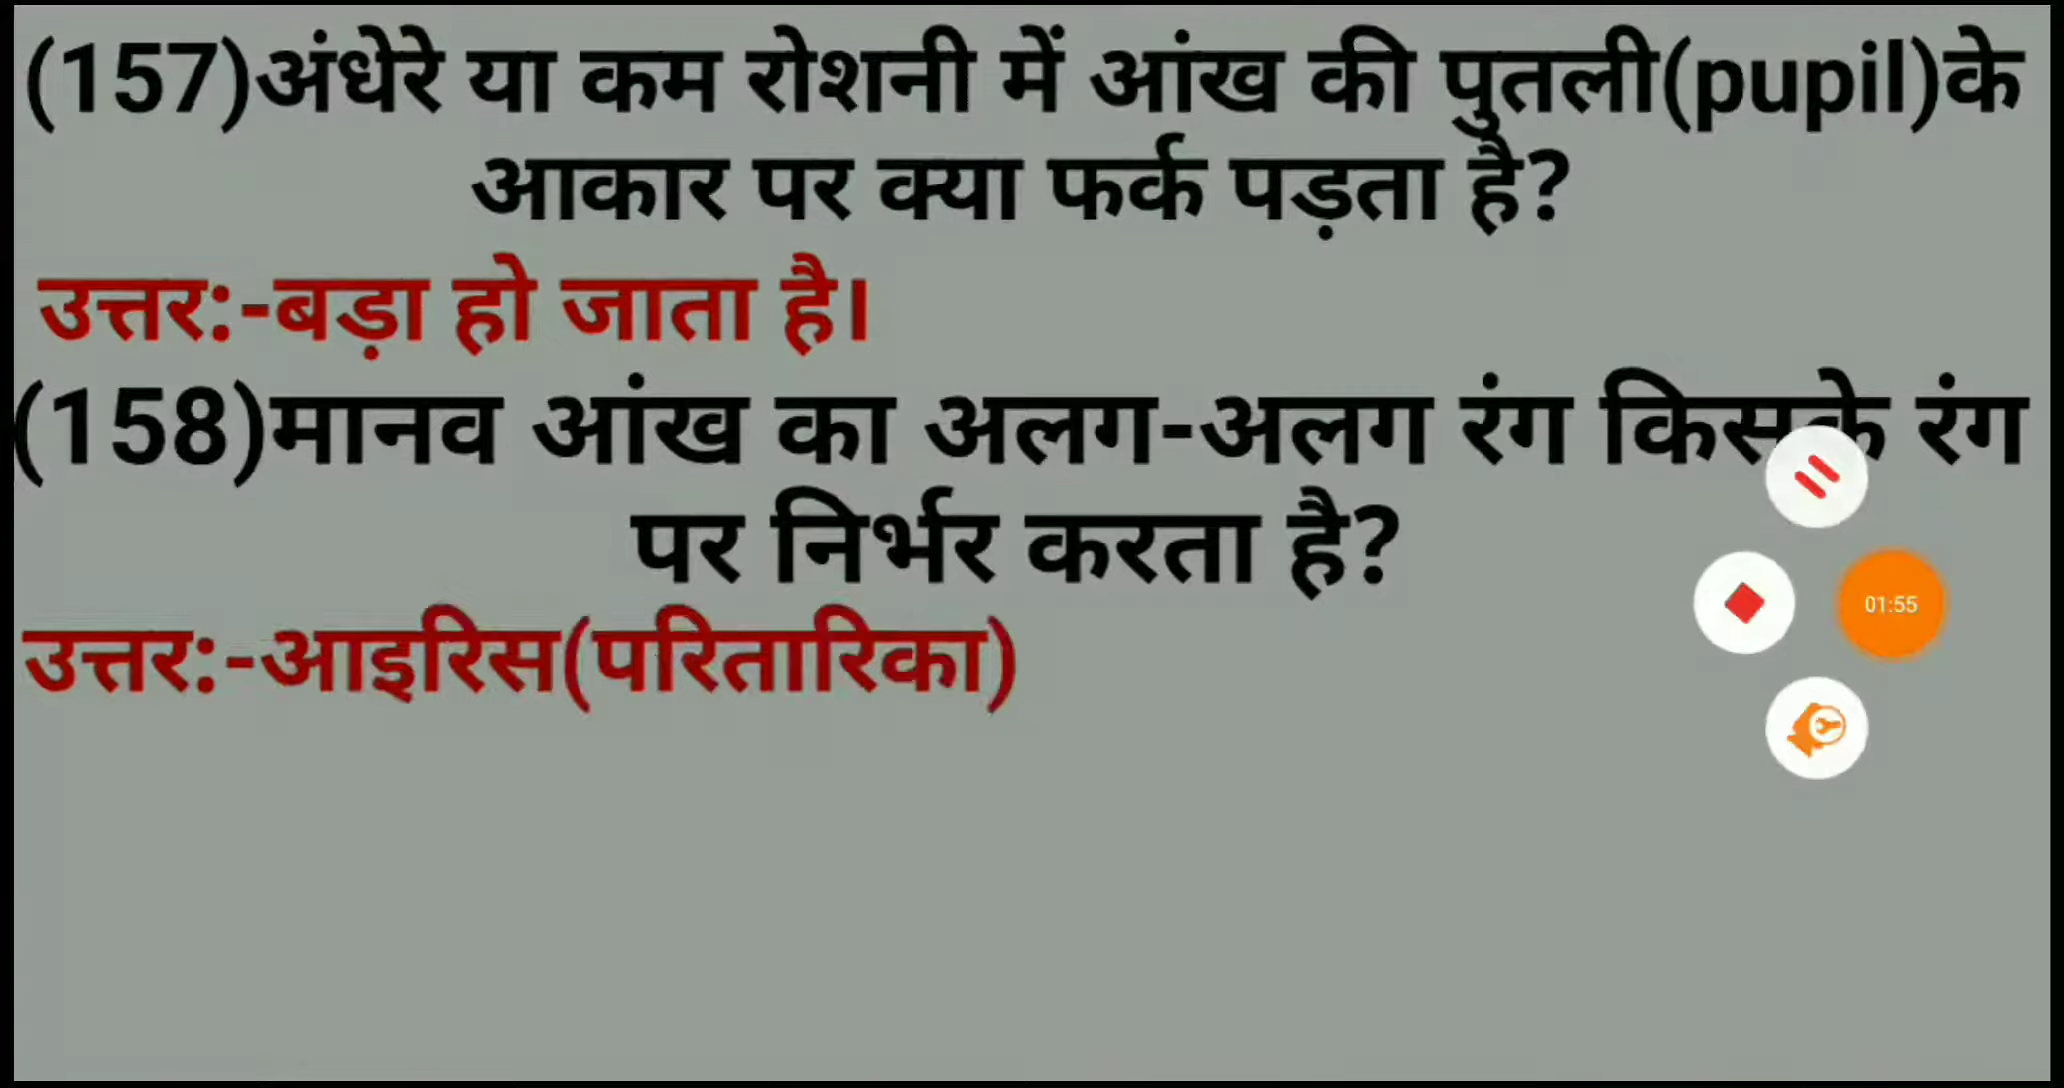 (157)अंधेरे या कम रोशनी में आंख की पुतली(pupil)के
आकार पर क्या फर्क पड़ता है?
उत्तर:-बड़ा हो जाता है।
(158)मानव आंख का अलग-अलग रंग किसके रंग
पर निर्भर करता है?
01:55
उत्तर:-आइरिस(परितारिका)